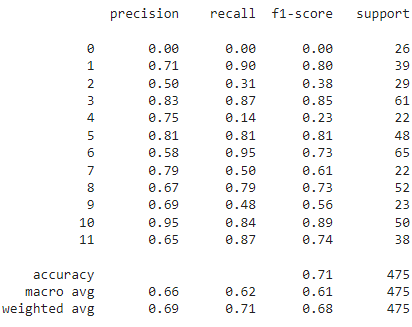 precision recall f1-score support
0 0.00 0.00 0.00 26
1 0.71 0.90 0.80 39
2 0.50 0.31 0.38 29
3 0.83 0.87 0.85 61
4 0.75 0.14 0.23 22
5 0.81 0.81 0.81 48
6 0.58 0.95 0.73 65
7 0.79 0.50 0.61 22
8 0.67 0.79 0.73 52
9 0.69 0.48 0.56 23
10 0.95 0.84 0.89 50
11 0.65 0.87 0.74 38
accuracy 0.71 475
macro avg 0.66 0.62 0.61 475
weighted avg 0.69 0.71 0.68 475